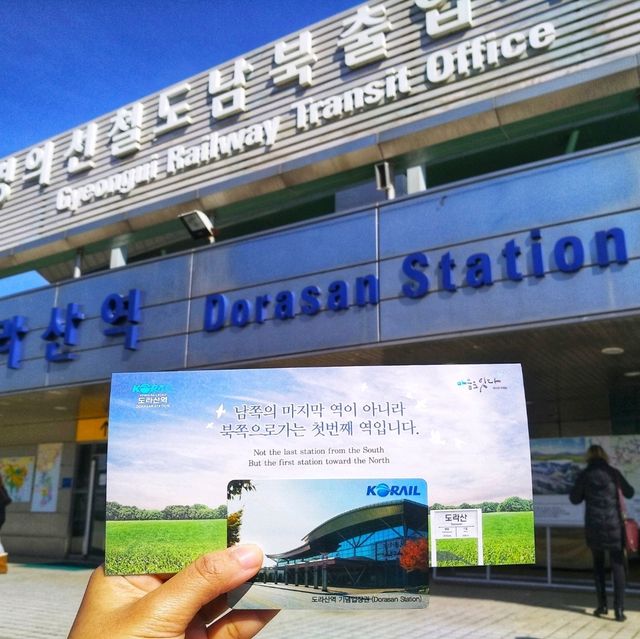 경의선철도남북출입
Gyeongui Railway Transit Office
라산역 Dorasan Station
KORAIL
도라산역
DORASAN STATION
남쪽의 마지막 역이 아니라
북쪽으로가는 첫번째 역입니다.
Not the last station from the South
But the first station toward the North
KORAIL
도라산
도라산역 기념입장권(Dorasan Station)